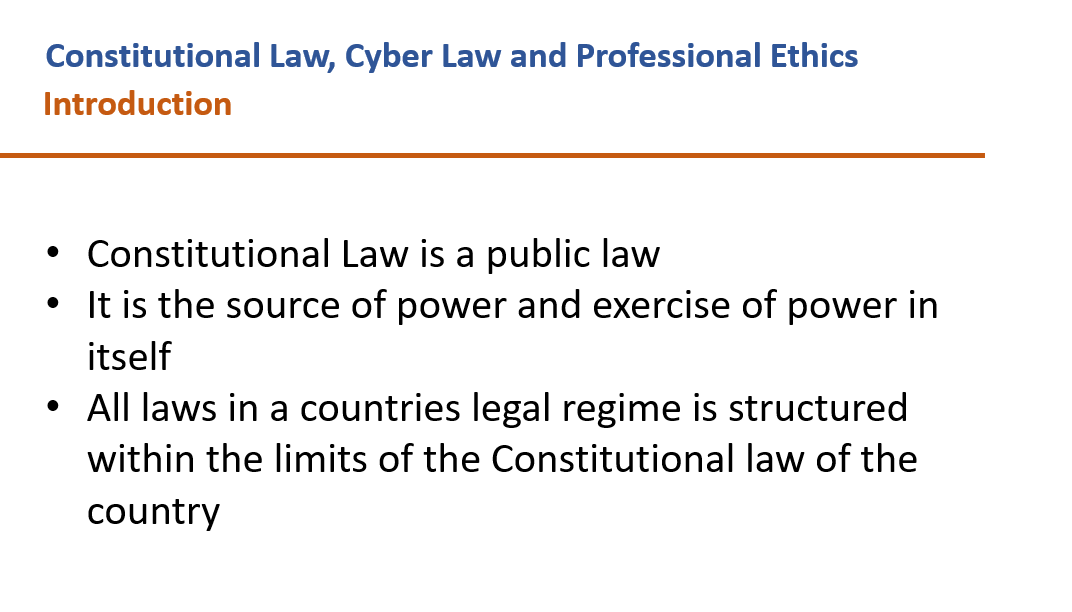 Constitutional Law, Cyber Law and Professional Ethics
Introduction
• Constitutional Law is a public law
• It is the source of power and exercise of power in
itself
• All laws in a countries legal regime is structured
within the limits of the Constitutional law of the
country